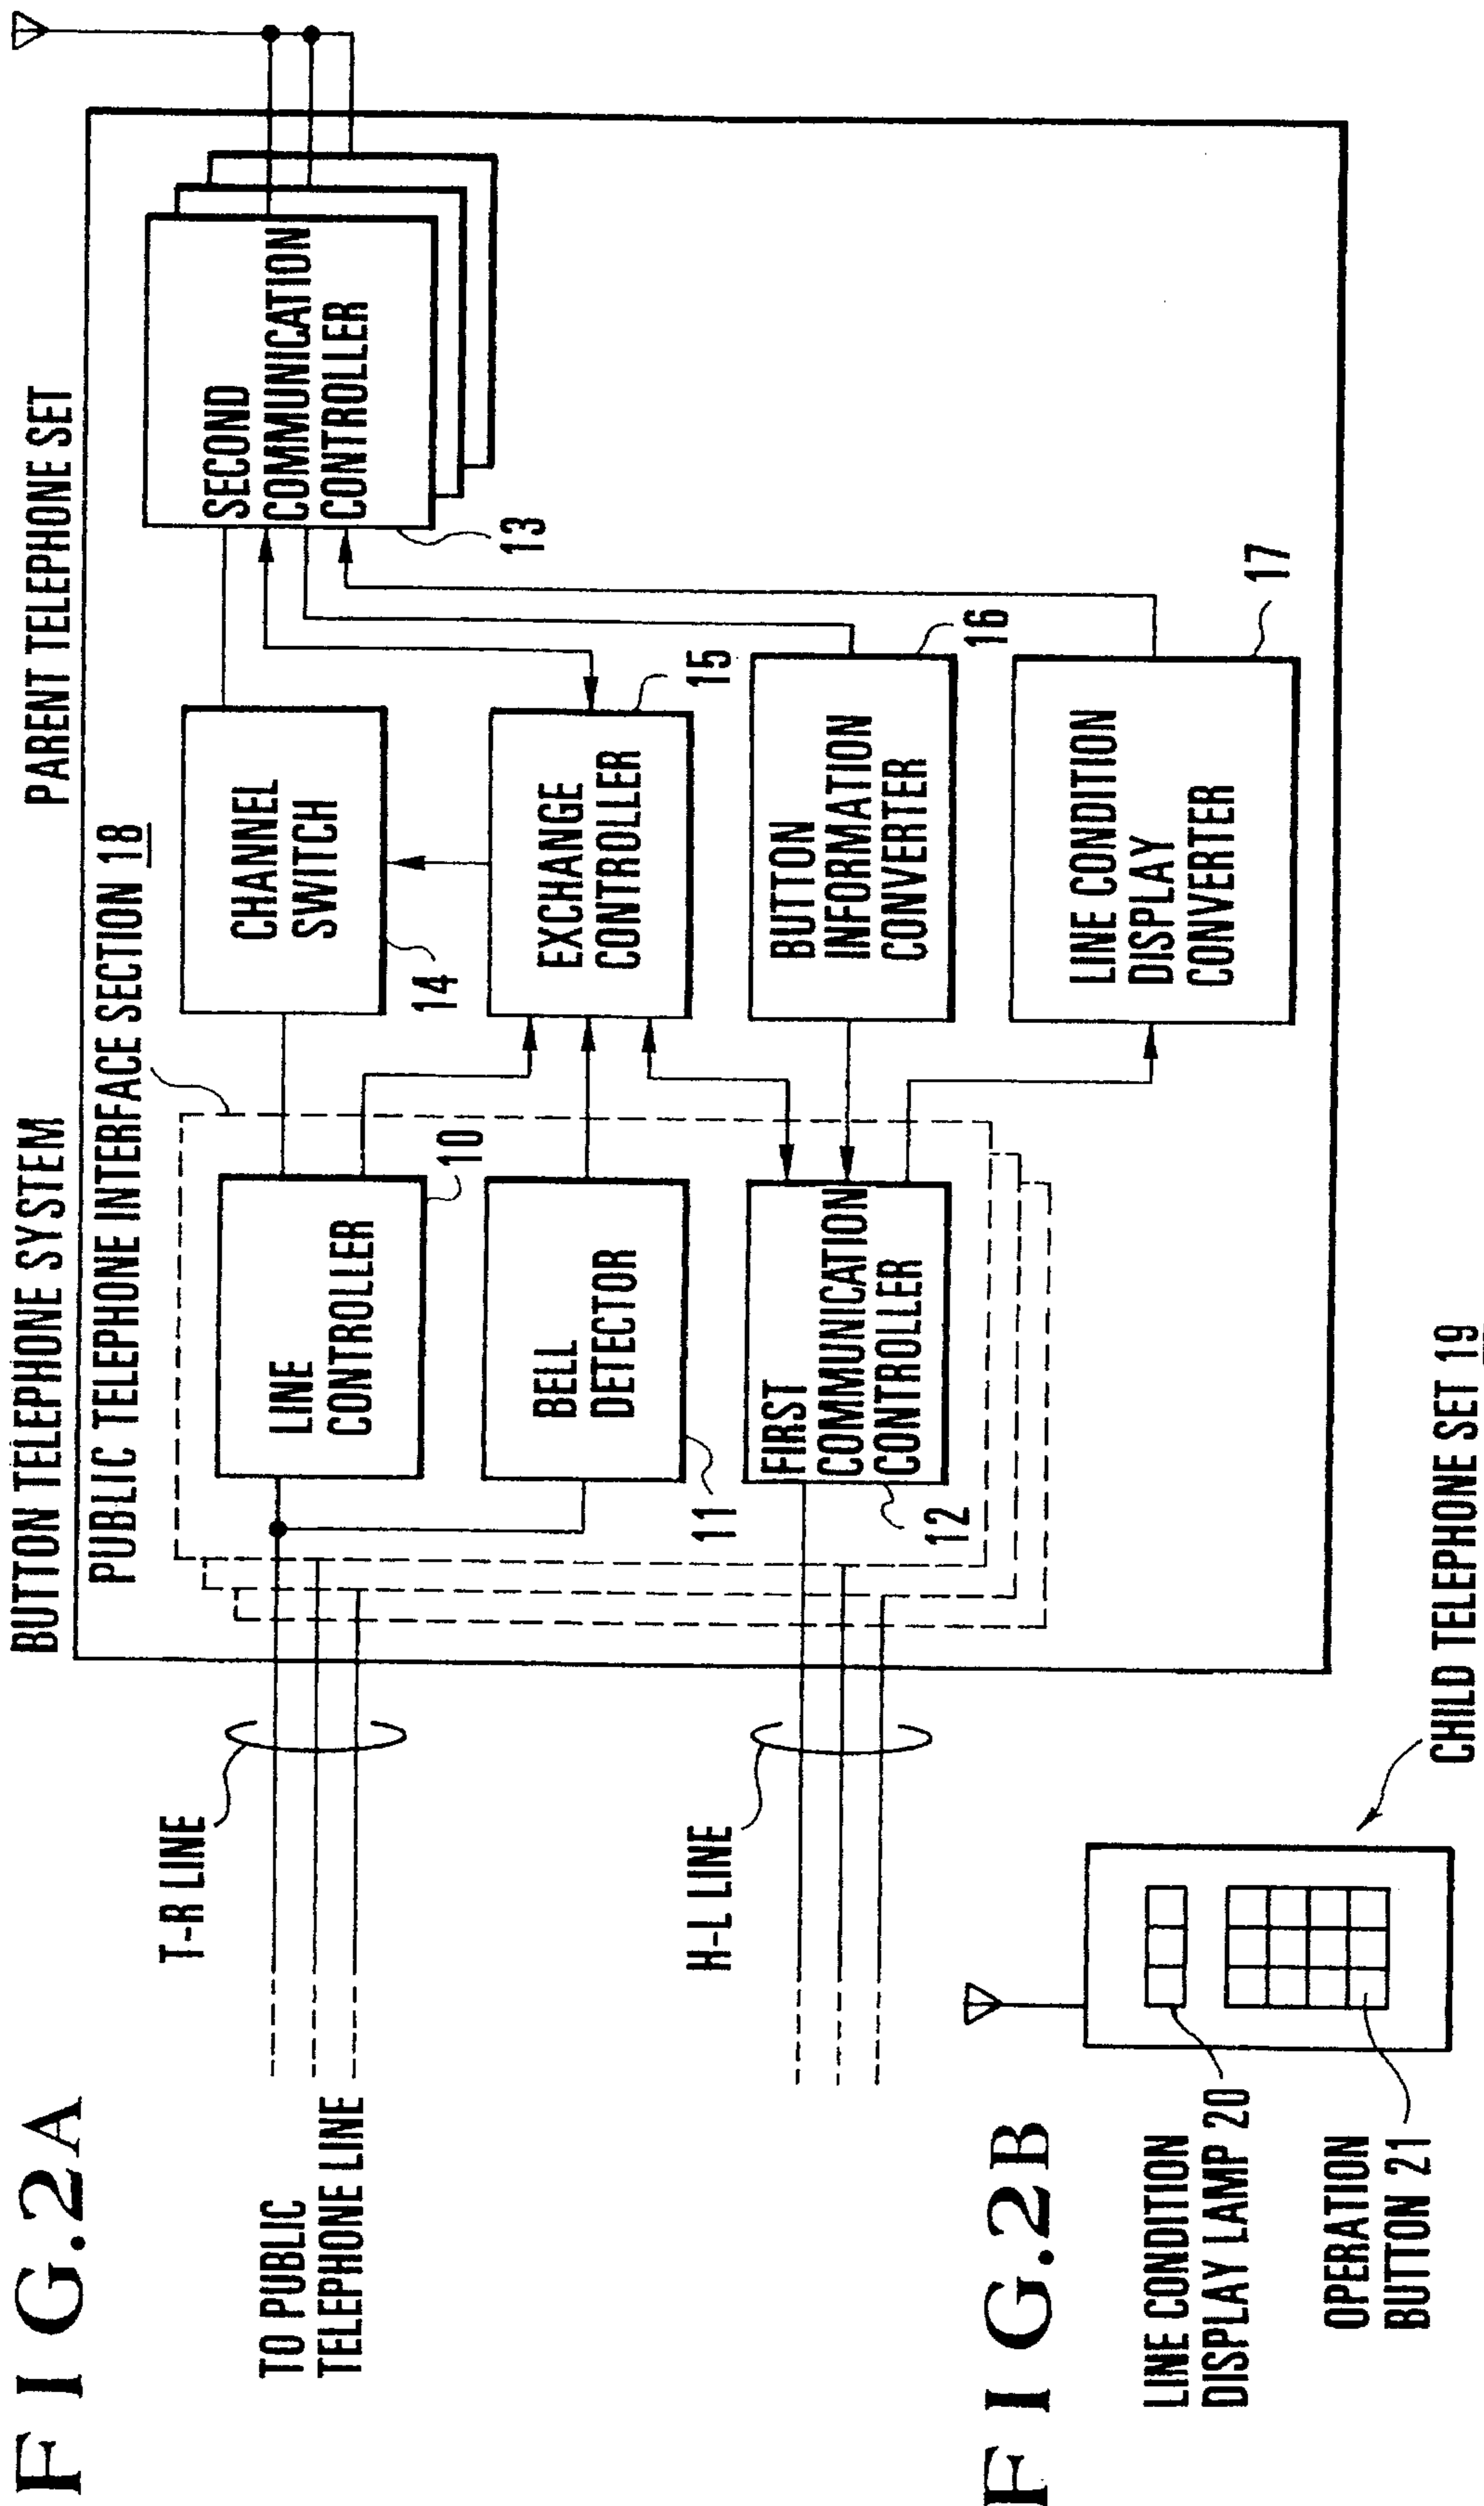 FIG.2A
BUTTON TELEPHONE SYSTEM
PARENT TELEPHONE SET
PUBLIC TELEPHONE INTERFACE SECTION 18
TO PUBLIC
TELEPHONE LINE
T-R LINE
H-L LINE
LINE
CONTROLLER
10
BELL
DETECTOR
11
FIRST
COMMUNICATION
CONTROLLER
12
CHANNEL
SWITCH
14
EXCHANGE
CONTROLLER
15
BUTTON
INFORMATION
CONVERTER
16
LINE CONDITION
DISPLAY
CONVERTER
17
SECOND
COMMUNICATION
CONTROLLER
13
FIG.2B
LINE CONDITION
DISPLAY LAMP 20
OPERATION
BUTTON 21
CHILD TELEPHONE SET 19